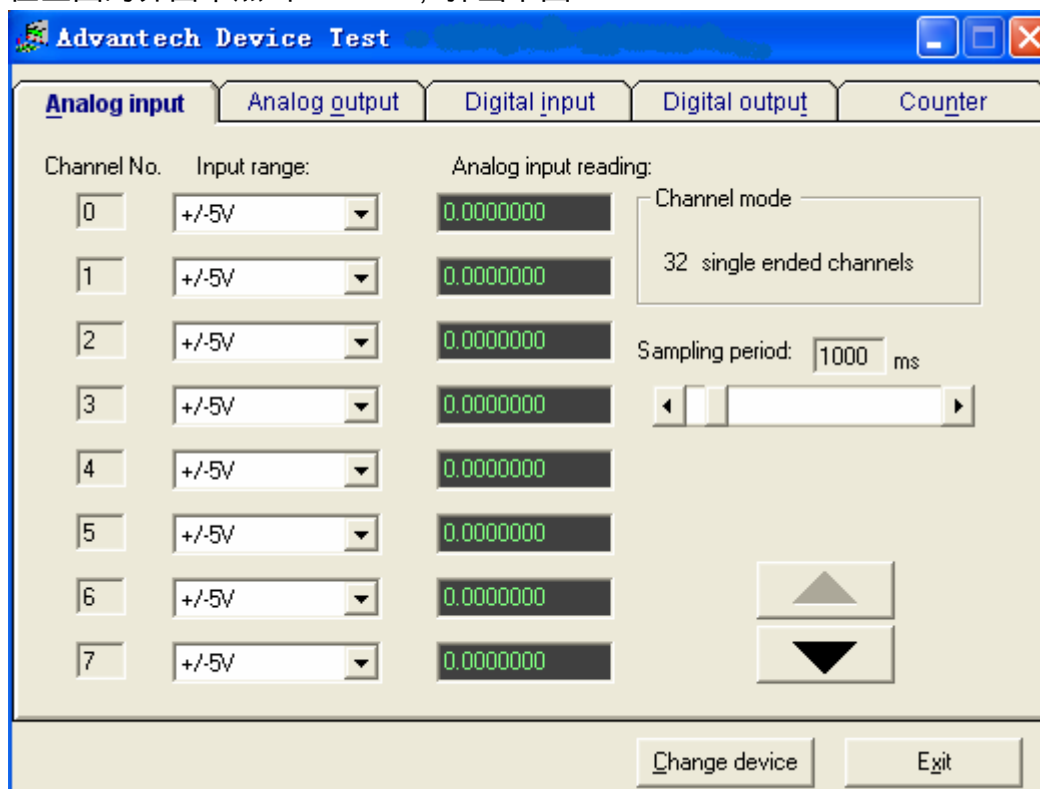 Advantech Device Test
Analog input Analog output Digital input Digital output Counter
Channel No. Input range: Analog input reading:
0 +/-5V 0.0000000 Channel mode
1 +/-5V 0.0000000 32 single ended channels
2 +/-5V 0.0000000 Sampling period: 1000 ms
3 +/-5V 0.0000000
4 +/-5V 0.0000000
5 +/-5V 0.0000000
6 +/-5V 0.0000000
7 +/-5V 0.0000000
Change device Exit